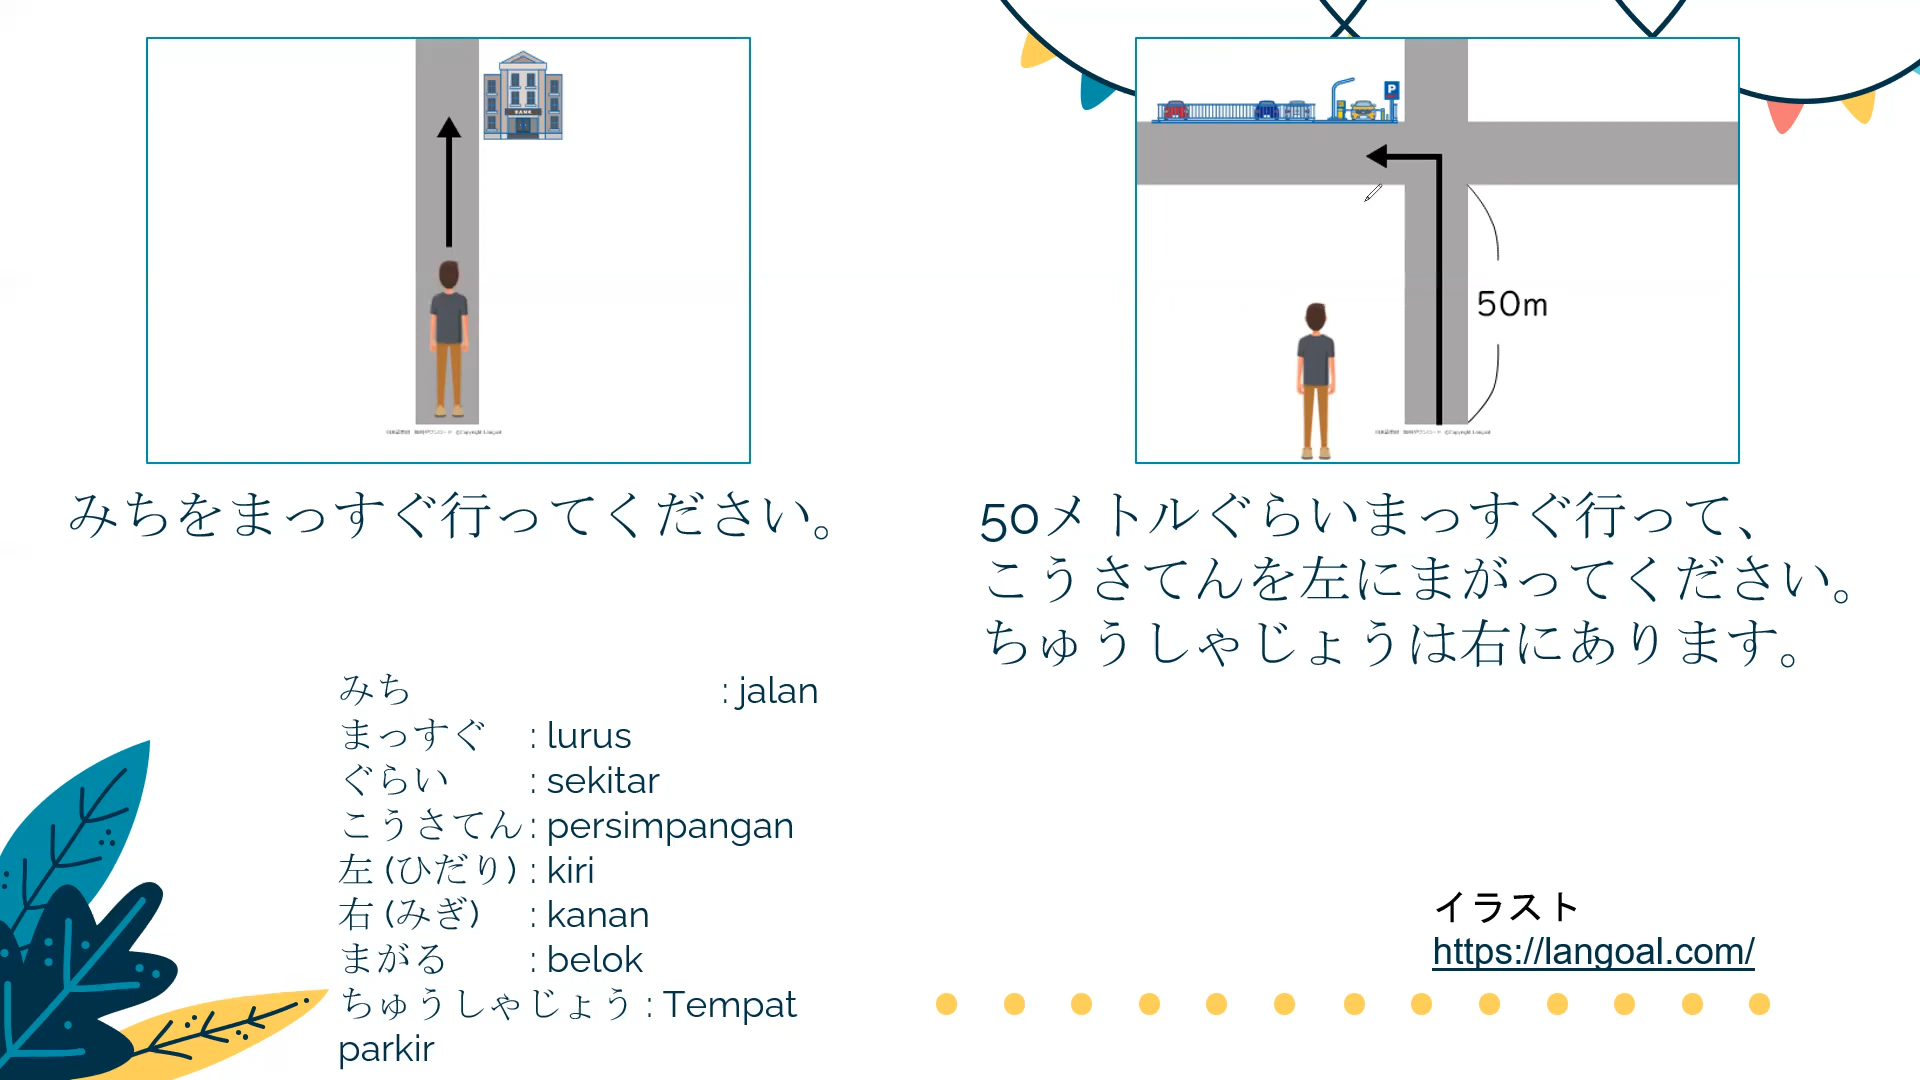 BANK
P
50m
みちをまっすぐ行ってください。
50メトルぐらいまっすぐ行って、
こうさてんを左にまがってください。
ちゅうしゃじょうは右にあります。
みち : jalan
まっすぐ : lurus
ぐらい : sekitar
こうさてん : persimpangan
左 (ひだり) : kiri
右 (みぎ) : kanan
まがる : belok
ちゅうしゃじょう : Tempat
parkir
イラスト
https://langoal.com/